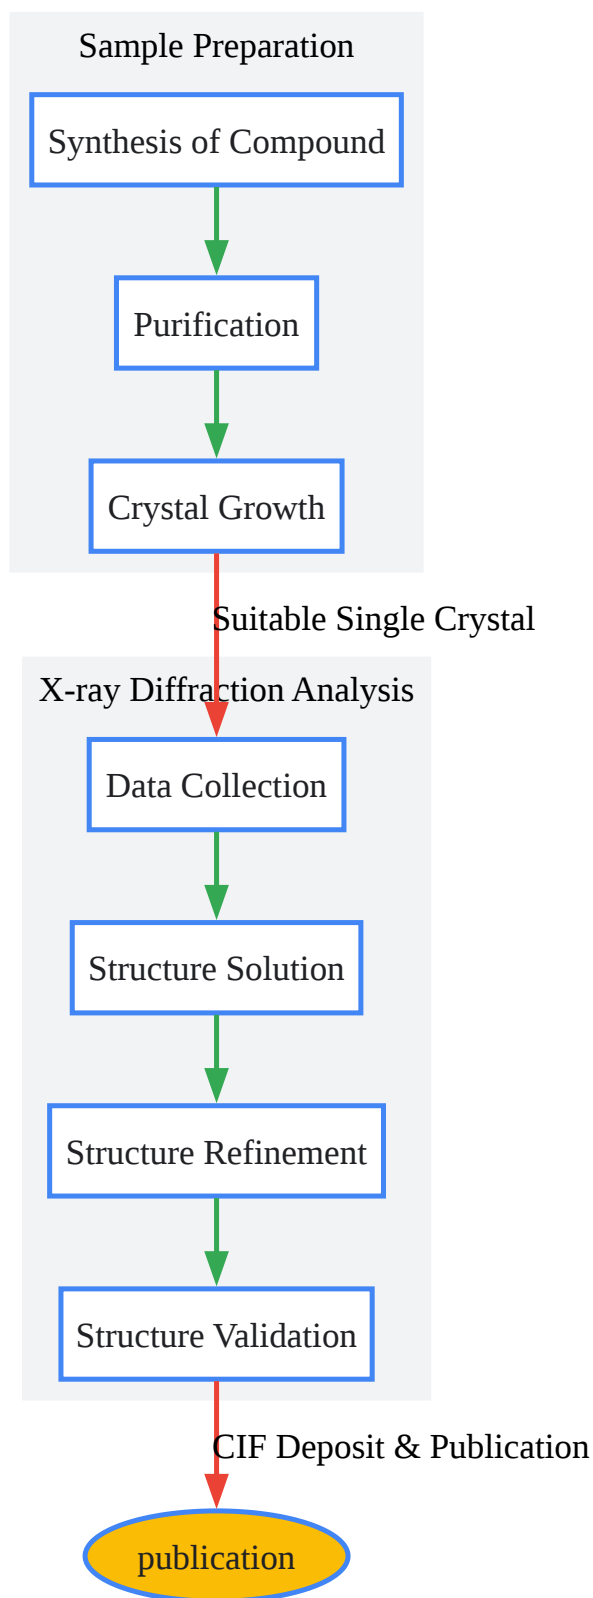 Sample Preparation
Synthesis of Compound
Purification
Crystal Growth
Suitable Single Crystal
X-ray Diffraction Analysis
Data Collection
Structure Solution
Structure Refinement
Structure Validation
CIF Deposit & Publication
publication